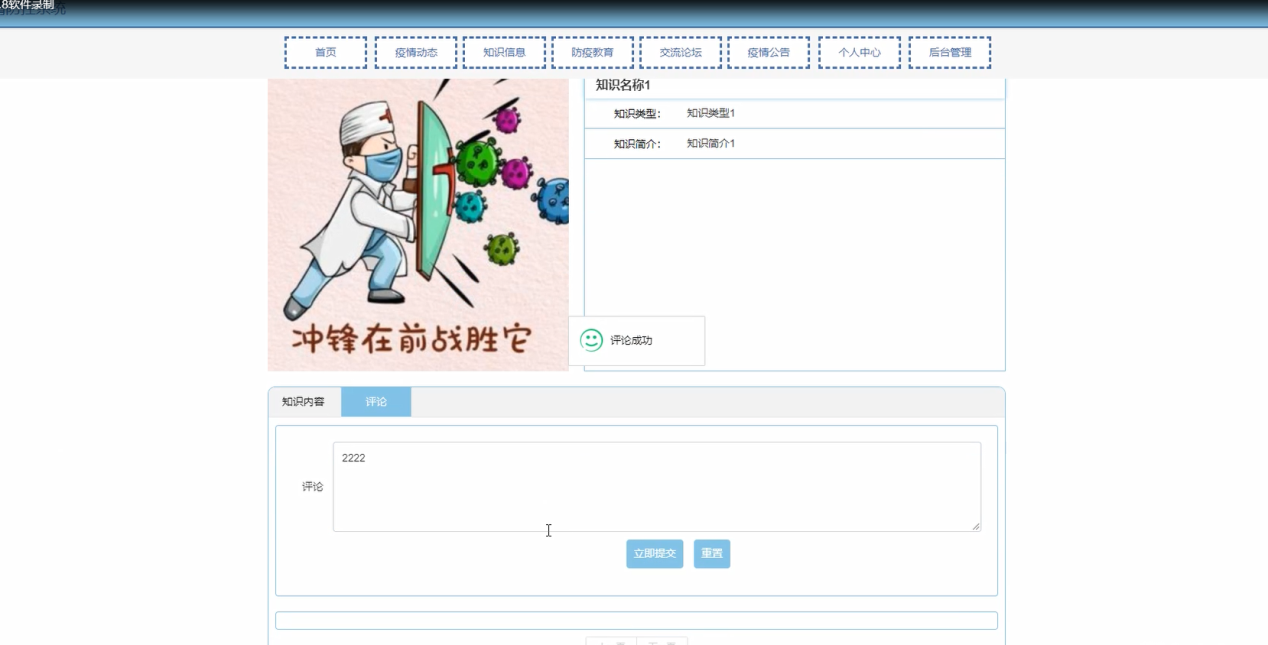 8软件录制
首页 疫情动态 知识信息 防疫教育 交流论坛 疫情公告 个人中心 后台管理
知识名称1
知识类型： 知识类型1
知识简介： 知识简介1
冲锋在前战胜它
评论成功
知识内容 评论
2222
评论
立即提交 重置